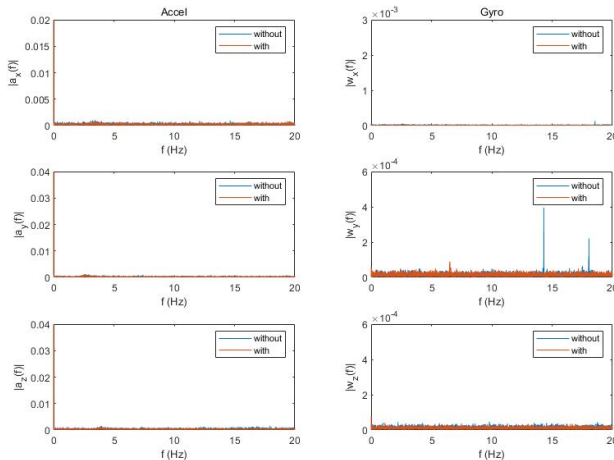 Accel
0.02
0.015
0.01
0.005
0
|a_x(f)|
0 5 10 15 20
f (Hz)
without
with
Gyro
×10^-3
3
2
1
0
|w_x(f)|
0 5 10 15 20
f (Hz)
without
with
0.04
0.03
0.02
0.01
0
|a_y(f)|
0 5 10 15 20
f (Hz)
without
with
×10^-4
6
4
2
0
|w_y(f)|
0 5 10 15 20
f (Hz)
without
with
0.04
0.03
0.02
0.01
0
|a_z(f)|
0 5 10 15 20
f (Hz)
without
with
×10^-4
6
4
2
0
|w_z(f)|
0 5 10 15 20
f (Hz)
without
with